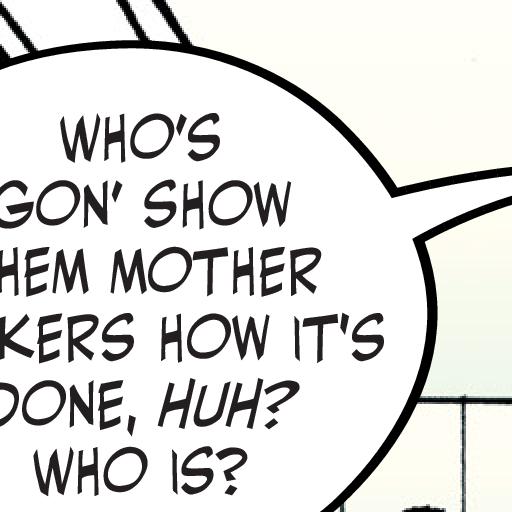 WHO'S
GON' SHOW
HEM MOTHER
KERS HOW IT'S
DONE, HUH?
WHO IS?